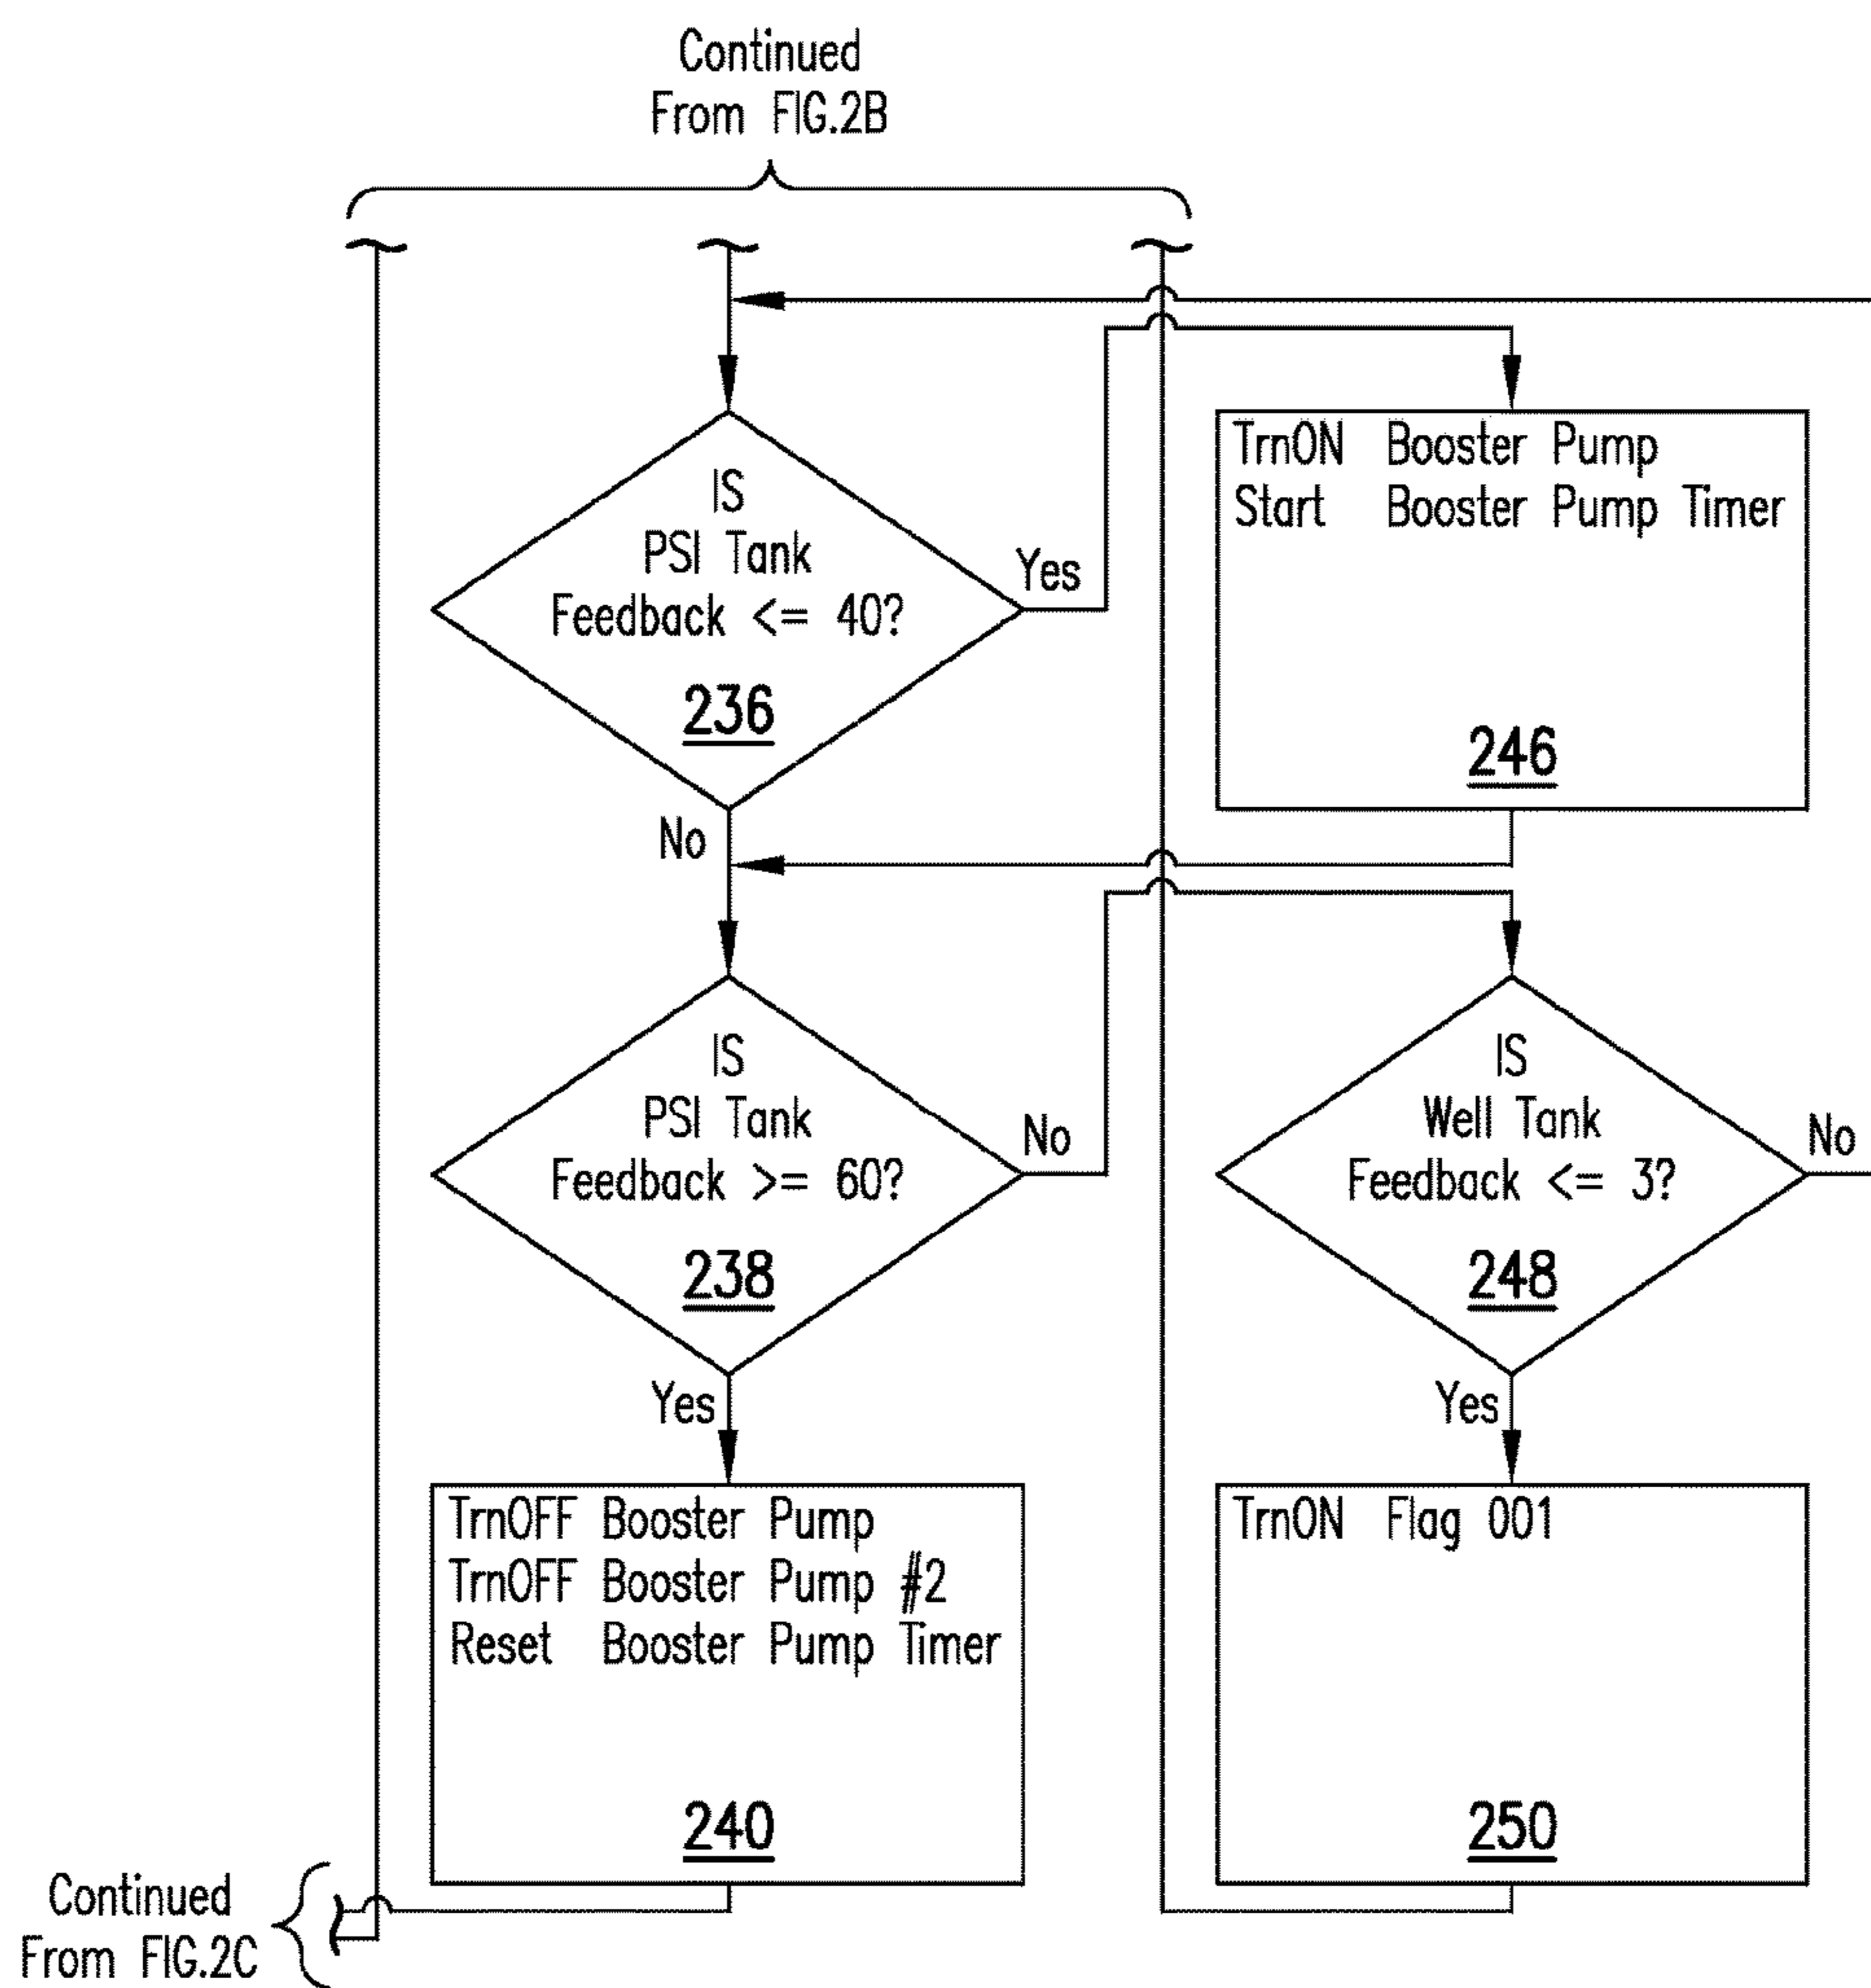 Continued
From FIG.2B
IS
PSI Tank
Feedback <= 40?
236
Yes
No
TrnON Booster Pump
Start Booster Pump Timer
246
IS
PSI Tank
Feedback >= 60?
238
No
Yes
IS
Well Tank
Feedback <= 3?
248
No
Yes
TrnOFF Booster Pump
TrnOFF Booster Pump #2
Reset Booster Pump Timer
240
TrnON Flag 001
250
Continued
From FIG.2C